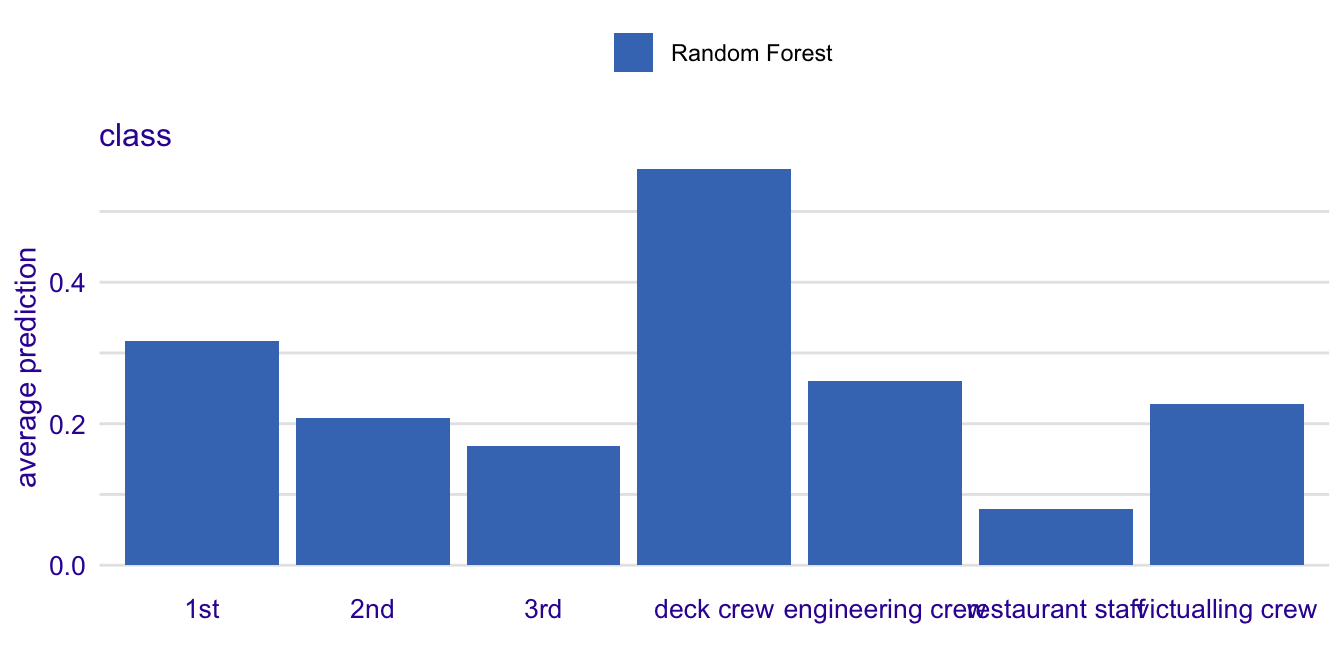 Random Forest
class
average prediction
0.4
0.2
0.0
1st
2nd
3rd
deck crew
engineering crew
restaurant staff
victualling crew